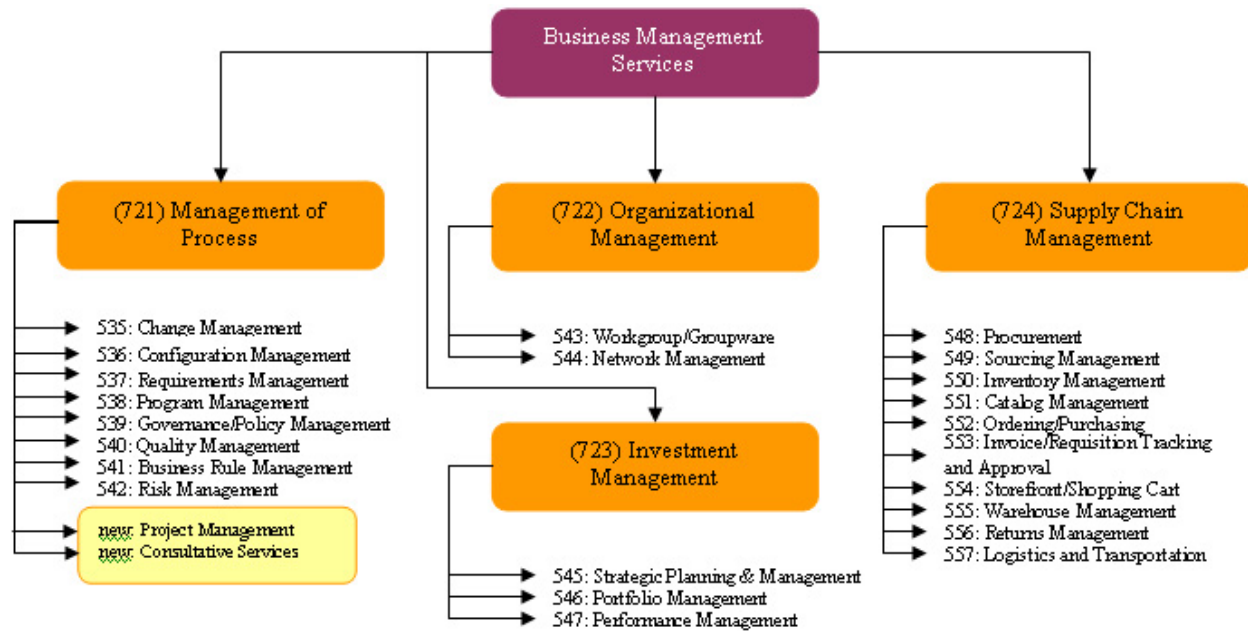 Business Management
Services
(721) Management of
Process
535: Change Management
536: Configuration Management
537: Requirements Management
538: Program Management
539: Governance/Policy Management
540: Quality Management
541: Business Rule Management
542: Risk Management
new: Project Management
new: Consultative Services
(722) Organizational
Management
543: Workgroup/Groupware
544: Network Management
(723) Investment
Management
545: Strategic Planning & Management
546: Portfolio Management
547: Performance Management
(724) Supply Chain
Management
548: Procurement
549: Sourcing Management
550: Inventory Management
551: Catalog Management
552: Ordering/Purchasing
553: Invoice/Requisition Tracking
and Approval
554: Storefront/Shopping Cart
555: Warehouse Management
556: Returns Management
557: Logistics and Transportation